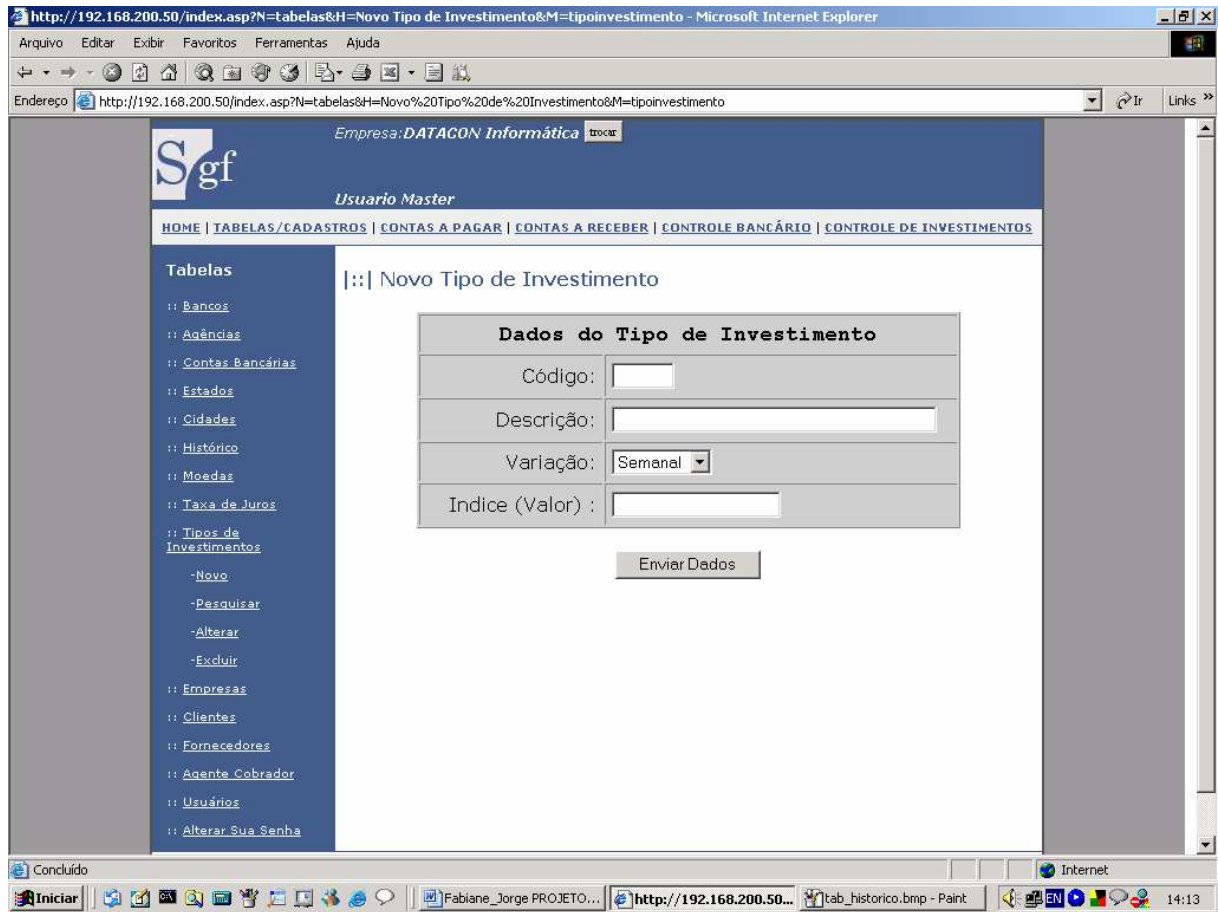 http://192.168.200.50/index.asp?N=tabelas&H=Novo Tipo de Investimento&M=tipoinvestimento - Microsoft Internet Explorer
Arquivo Editar Exibir Favoritos Ferramentas Ajuda
Endereço http://192.168.200.50/index.asp?N=tabelas&H=Novo%20Tipo%20de%20Investimento&M=tipoinvestimento Ir Links »
Sgf
Empresa:DATACON Informática trocar
Usuario Master
HOME | TABELAS/CADASTROS | CONTAS A PAGAR | CONTAS A RECEBER | CONTROLE BANCÁRIO | CONTROLE DE INVESTIMENTOS
Tabelas
:: Bancos
:: Agências
:: Contas Bancárias
:: Estados
:: Cidades
:: Histórico
:: Moedas
:: Taxa de Juros
:: Tipos de
Investimentos
-Novo
-Pesquisar
-Alterar
-Excluir
:: Empresas
:: Clientes
:: Fornecedores
:: Agente Cobrador
:: Usuários
:: Alterar Sua Senha
|::| Novo Tipo de Investimento
Dados do Tipo de Investimento
Código:
Descrição:
Variação: Semanal
Indice (Valor) :
Enviar Dados
Concluído
Internet
Iniciar
Fabiane_Jorge PROJETO...
http://192.168.200.50...
tab_historico.bmp - Paint
EN
14:13